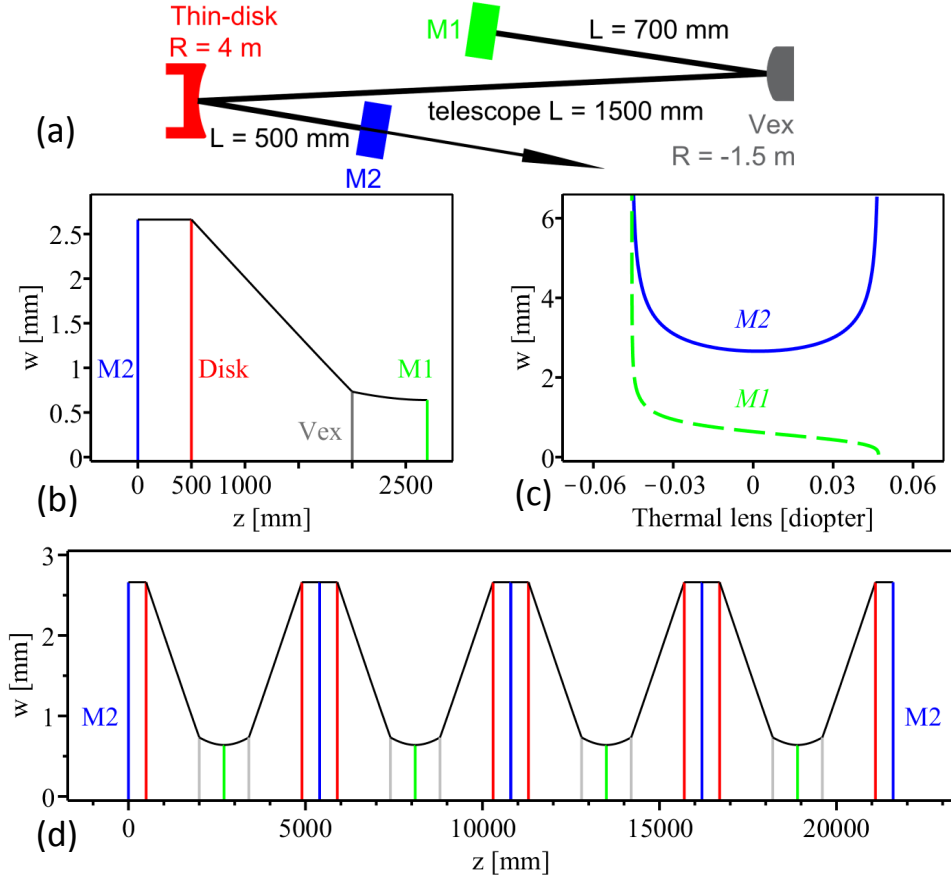 Thin-disk
R = 4 m
M1
L = 700 mm
(a)
telescope L = 1500 mm
L = 500 mm
M2
Vex
R = -1.5 m
w [mm]
2.5
2
1.5
1
0.5
0
M2
Disk
M1
Vex
0
500
1000
2500
z [mm]
(b)
w [mm]
6
4
2
0
M2
M1
−0.06
−0.03
0
0.03
0.06
Thermal lens [diopter]
(c)
w [mm]
3
2
1
0
M2
M2
0
5000
10000
15000
20000
z [mm]
(d)